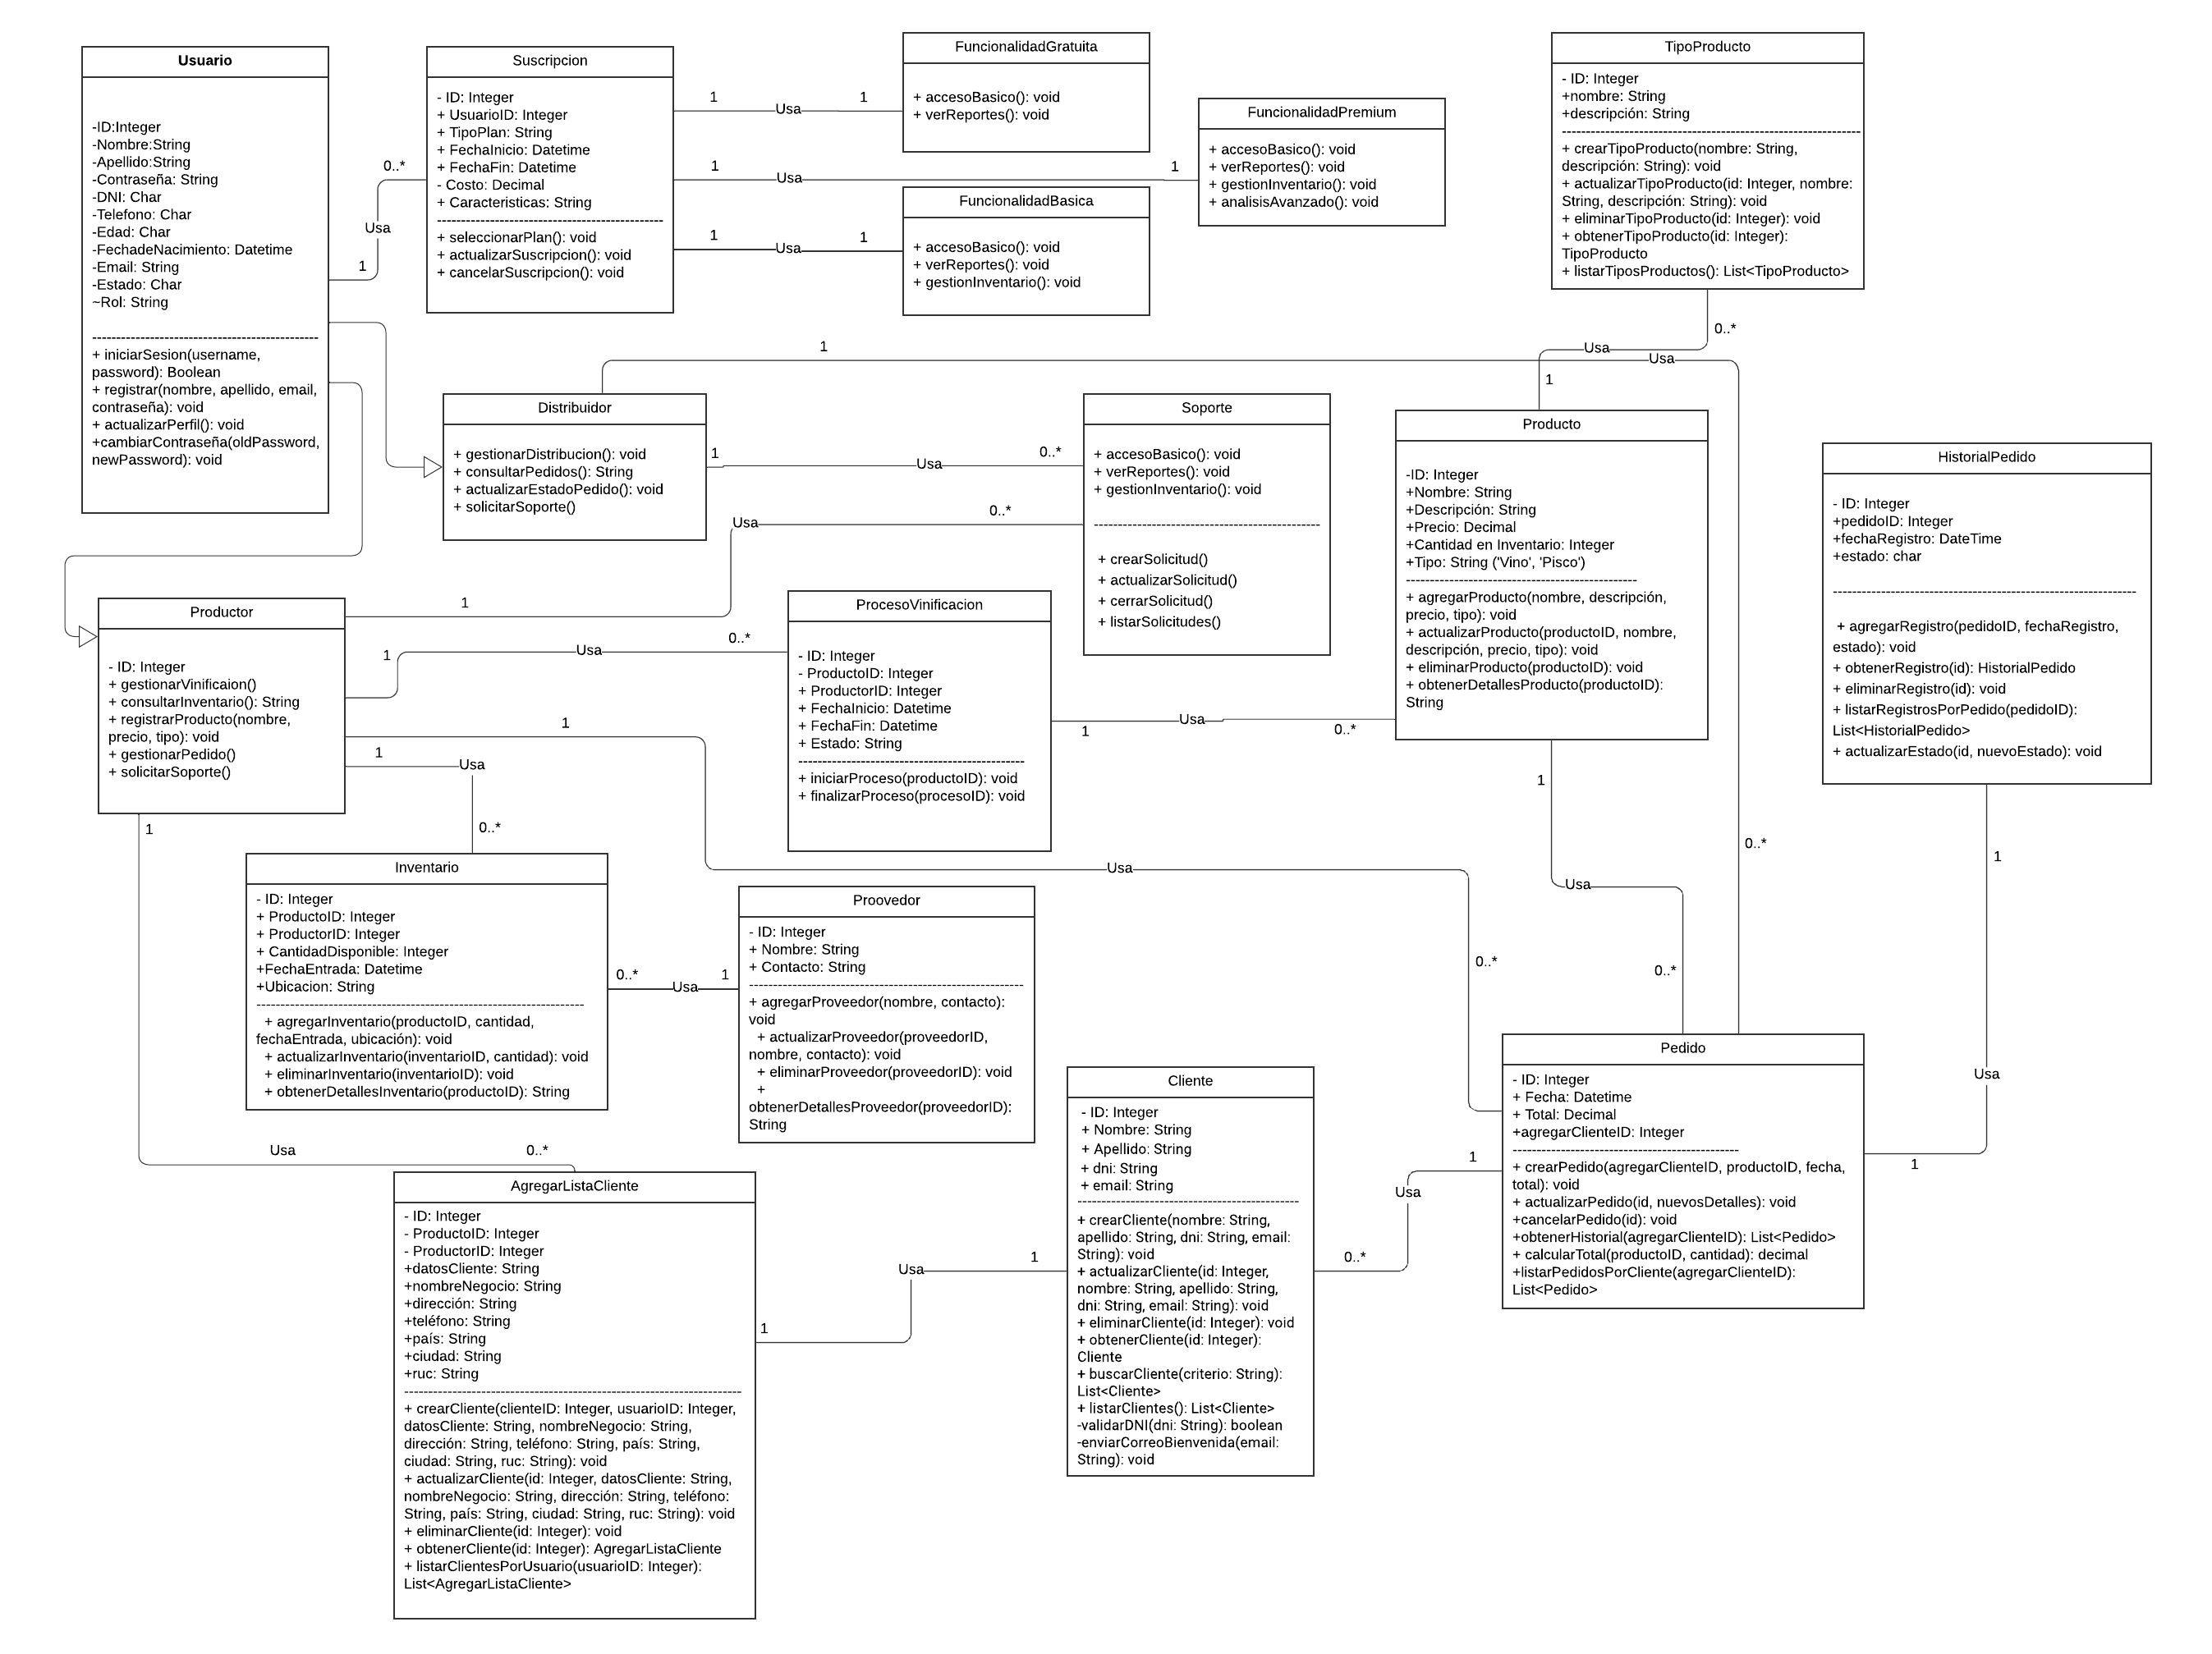 Usuario
-ID:Integer
-Nombre:String
-Apellido:String
-Contraseña: String
-DNI: Char
-Telefono: Char
-Edad: Char
-FechadeNacimiento: Datetime
-Email: String
-Estado: Char
~Rol: String
------------------------------------------------
+ iniciarSesion(username,
password): Boolean
+ registrar(nombre, apellido, email,
contraseña): void
+ actualizarPerfil(): void
+cambiarContraseña(oldPassword,
newPassword): void
0..*
Usa
1
Suscripcion
- ID: Integer
+ UsuarioID: Integer
+ TipoPlan: String
+ FechaInicio: Datetime
+ FechaFin: Datetime
- Costo: Decimal
+ Caracteristicas: String
------------------------------------------------
+ seleccionarPlan(): void
+ actualizarSuscripcion(): void
+ cancelarSuscripcion(): void
1
Usa
1
1
Usa
1
1
Usa
1
FuncionalidadGratuita
+ accesoBasico(): void
+ verReportes(): void
FuncionalidadPremium
+ accesoBasico(): void
+ verReportes(): void
+ gestionInventario(): void
+ analisisAvanzado(): void
FuncionalidadBasica
+ accesoBasico(): void
+ verReportes(): void
+ gestionInventario(): void
TipoProducto
- ID: Integer
+nombre: String
+descripción: String
---------------------------------------------------------------
+ crearTipoProducto(nombre: String,
descripción: String): void
+ actualizarTipoProducto(id: Integer, nombre:
String, descripción: String): void
+ eliminarTipoProducto(id: Integer): void
+ obtenerTipoProducto(id: Integer):
TipoProducto
+ listarTiposProductos(): List<TipoProducto>
0..*
Usa
1
1
Usa
0..*
Distribuidor
+ gestionarDistribucion(): void
+ consultarPedidos(): String
+ actualizarEstadoPedido(): void
+ solicitarSoporte()
1
Usa
0..*
Soporte
+ accesoBasico(): void
+ verReportes(): void
+ gestionInventario(): void
------------------------------------------------
+ crearSolicitud()
+ actualizarSolicitud()
+ cerrarSolicitud()
+ listarSolicitudes()
Producto
-ID: Integer
+Nombre: String
+Descripción: String
+Precio: Decimal
+Cantidad en Inventario: Integer
+Tipo: String ('Vino', 'Pisco')
------------------------------------------------
+ agregarProducto(nombre, descripción,
precio, tipo): void
+ actualizarProducto(productoID, nombre,
descripción, precio, tipo): void
+ eliminarProducto(productoID): void
+ obtenerDetallesProducto(productoID):
String
HistorialPedido
- ID: Integer
+pedidoID: Integer
+fechaRegistro: DateTime
+estado: char
----------------------------------------------------------------
+ agregarRegistro(pedidoID, fechaRegistro,
estado): void
+ obtenerRegistro(id): HistorialPedido
+ eliminarRegistro(id): void
+ listarRegistrosPorPedido(pedidoID):
List<HistorialPedido>
+ actualizarEstado(id, nuevoEstado): void
Productor
- ID: Integer
+ gestionarVinificaion()
+ consultarInventario(): String
+ registrarProducto(nombre,
precio, tipo): void
+ gestionarPedido()
+ solicitarSoporte()
1
Usa
0..*
1
Usa
0..*
1
Usa
0..*
1
Usa
0..*
1
Usa
0..*
ProcesoVinificacion
- ID: Integer
- ProductoID: Integer
+ ProductorID: Integer
+ FechaInicio: Datetime
+ FechaFin: Datetime
+ Estado: String
------------------------------------------------
+ iniciarProceso(productoID): void
+ finalizarProceso(procesoID): void
1
Usa
0..*
1
Usa
0..*
1
Usa
1
Inventario
- ID: Integer
+ ProductoID: Integer
+ ProductorID: Integer
+ CantidadDisponible: Integer
+FechaEntrada: Datetime
+Ubicacion: String
---------------------------------------------------------------------
+ agregarInventario(productoID, cantidad,
fechaEntrada, ubicación): void
+ actualizarInventario(inventarioID, cantidad): void
+ eliminarInventario(inventarioID): void
+ obtenerDetallesInventario(productoID): String
0..*
Usa
1
Proovedor
- ID: Integer
+ Nombre: String
+ Contacto: String
----------------------------------------------------------
+ agregarProveedor(nombre, contacto):
void
+ actualizarProveedor(proveedorID,
nombre, contacto): void
+ eliminarProveedor(proveedorID): void
+
obtenerDetallesProveedor(proveedorID):
String
Cliente
- ID: Integer
+ Nombre: String
+ Apellido: String
+ dni: String
+ email: String
-----------------------------------------------
+ crearCliente(nombre: String,
apellido: String, dni: String, email:
String): void
+ actualizarCliente(id: Integer,
nombre: String, apellido: String,
dni: String, email: String): void
+ eliminarCliente(id: Integer): void
+ obtenerCliente(id: Integer):
Cliente
+ buscarCliente(criterio: String):
List<Cliente>
+ listarClientes(): List<Cliente>
-validarDNI(dni: String): boolean
-enviarCorreoBienvenida(email:
String): void
1
Usa
0..*
Pedido
- ID: Integer
+ Fecha: Datetime
+ Total: Decimal
+agregarClienteID: Integer
------------------------------------------------
+ crearPedido(agregarClienteID, productoID, fecha,
total): void
+ actualizarPedido(id, nuevosDetalles): void
+cancelarPedido(id): void
+obtenerHistorial(agregarClienteID): List<Pedido>
+ calcularTotal(productoID, cantidad): decimal
+listarPedidosPorCliente(agregarClienteID):
List<Pedido>
AgregarListaCliente
- ID: Integer
- ProductoID: Integer
- ProductorID: Integer
+datosCliente: String
+nombreNegocio: String
+dirección: String
+teléfono: String
+país: String
+ciudad: String
+ruc: String
-----------------------------------------------------------------------
+ crearCliente(clienteID: Integer, usuarioID: Integer,
datosCliente: String, nombreNegocio: String,
dirección: String, teléfono: String, país: String,
ciudad: String, ruc: String): void
+ actualizarCliente(id: Integer, datosCliente: String,
nombreNegocio: String, dirección: String, teléfono:
String, país: String, ciudad: String, ruc: String): void
+ eliminarCliente(id: Integer): void
+ obtenerCliente(id: Integer): AgregarListaCliente
+ listarClientesPorUsuario(usuarioID: Integer):
List<AgregarListaCliente>
1
Usa
1